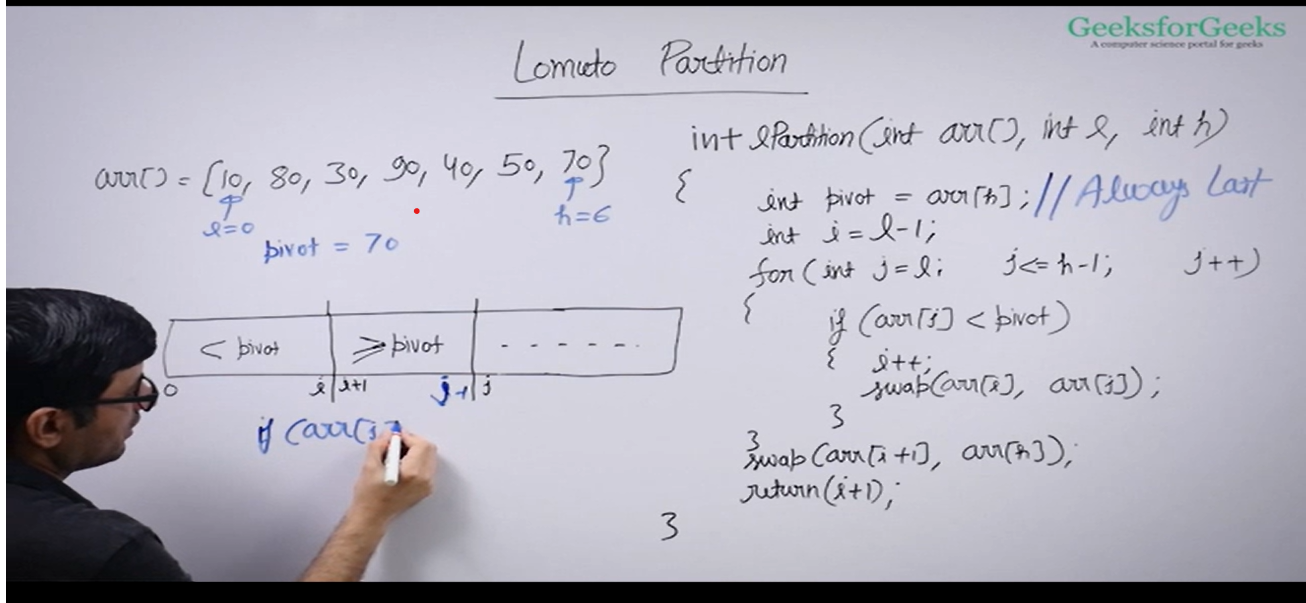 GeeksforGeeks
A computer science portal for geeks
Lomuto Partition
arr[] = {10, 80, 30, 90, 40, 50, 70}
l=0
h=6
pivot = 70
< pivot
≥ pivot
- - - - - -
0
i
i+1
j-1
j
if (arr[j]
int lPartition(int arr[], int l, int h)
{
int pivot = arr[h]; // Always Last
int i = l-1;
for (int j=l; j<=h-1; j++)
{
if (arr[j] < pivot)
{ i++;
swap(arr[i], arr[j]);
}
}
swap(arr[i+1], arr[h]);
return(i+1);
}